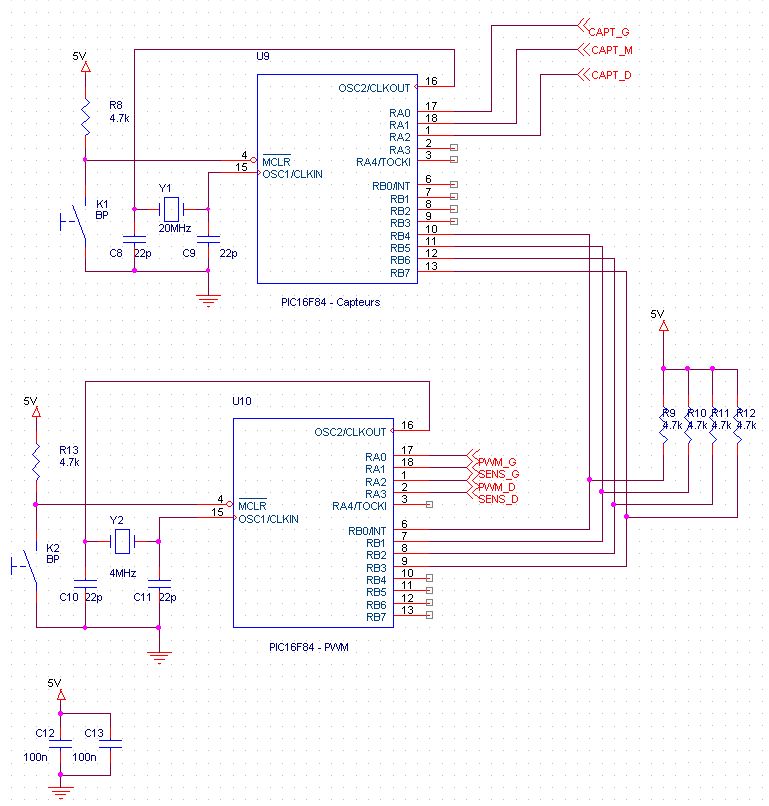 CAPT_G
CAPT_M
CAPT_D
5V
U9
R8
4.7k
OSC2/CLKOUT 16
RA0 17
RA1 18
RA2 1
RA3 2
RA4/TOCKI 3
4 MCLR
15 OSC1/CLKIN
RB0/INT 6
RB1 7
RB2 8
RB3 9
RB4 10
RB5 11
RB6 12
RB7 13
K1
BP
Y1
20MHz
C8 22p
C9 22p
PIC16F84 - Capteurs
5V
R9 R10 R11 R12
4.7k 4.7k 4.7k 4.7k
5V
U10
R13
4.7k
OSC2/CLKOUT 16
RA0 17
RA1 18
RA2 1
RA3 2
RA4/TOCKI 3
PWM_G
SENS_G
PWM_D
SENS_D
4 MCLR
15 OSC1/CLKIN
RB0/INT 6
RB1 7
RB2 8
RB3 9
RB4 10
RB5 11
RB6 12
RB7 13
K2
BP
Y2
4MHz
C10 22p
C11 22p
PIC16F84 - PWM
5V
C12 C13
100n 100n